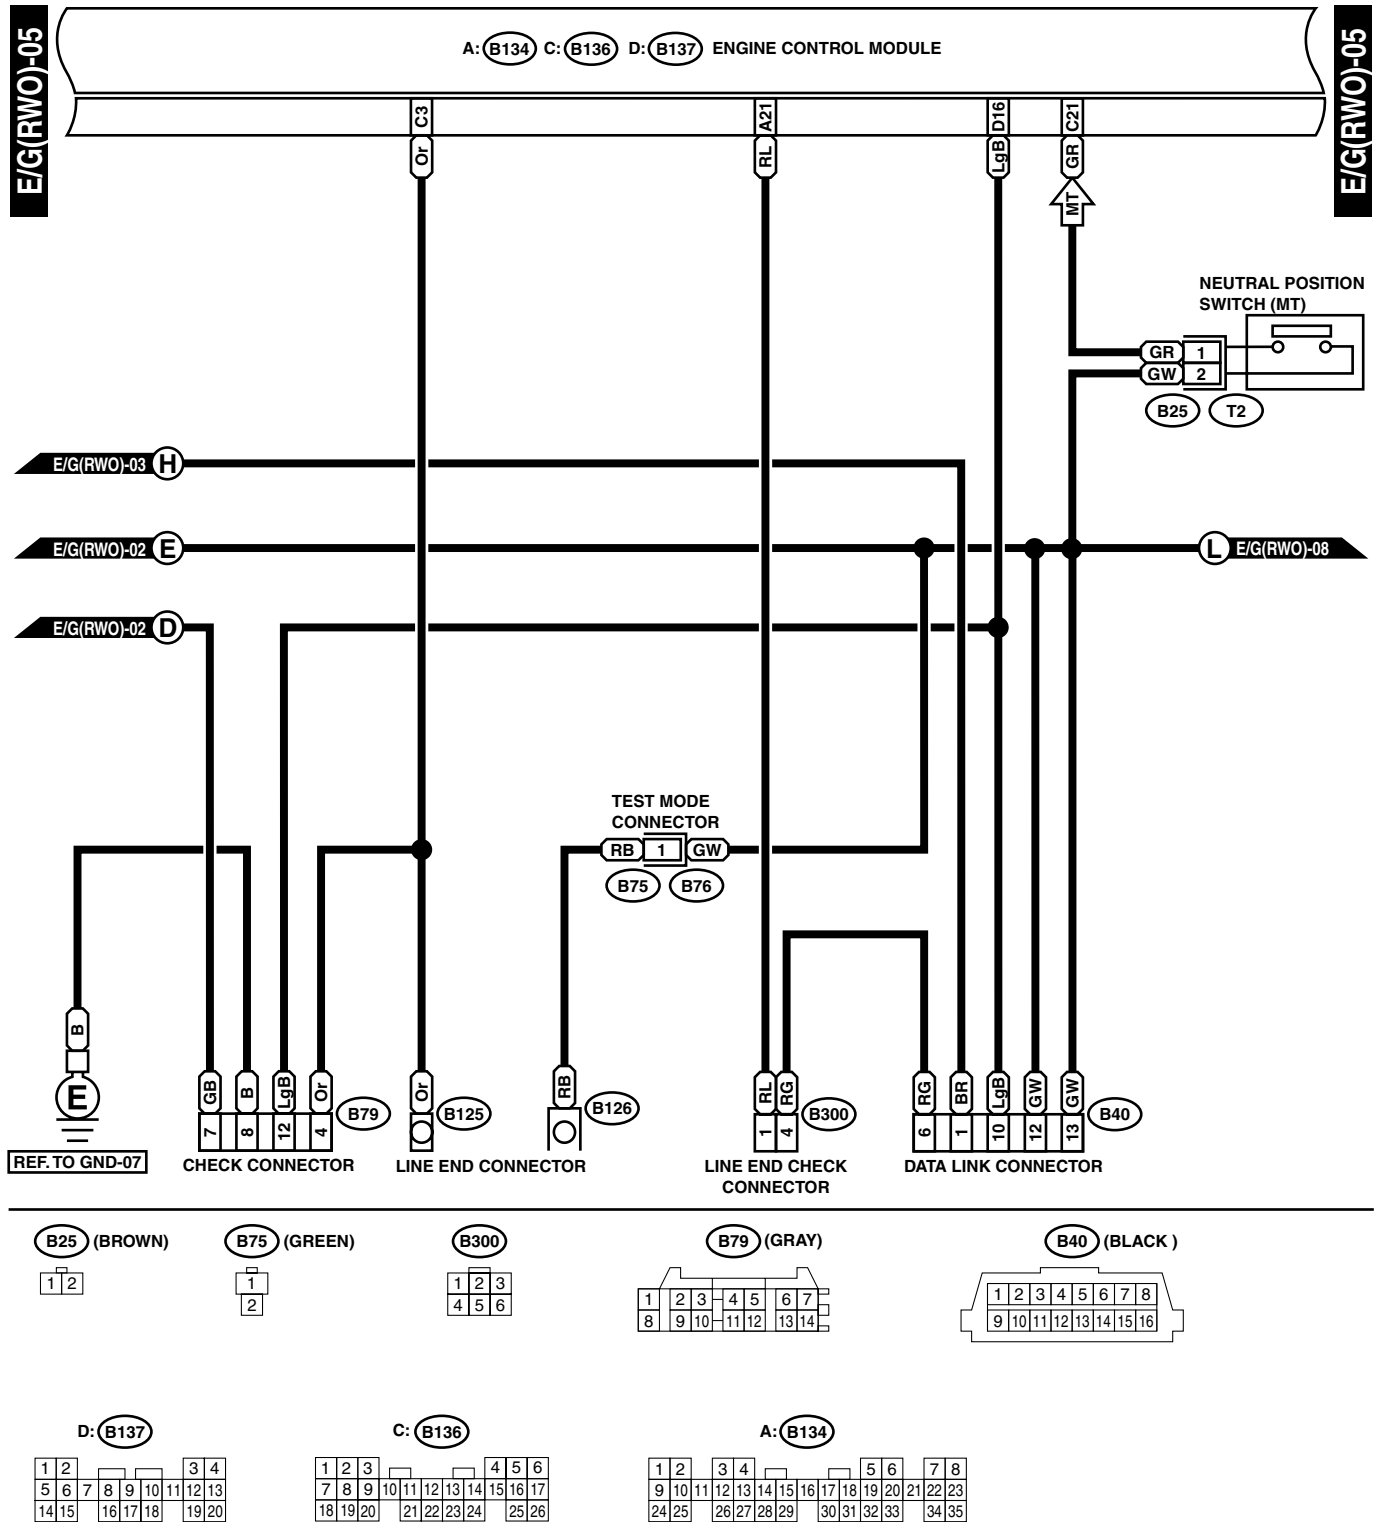 E/G(RWO)-05
E/G(RWO)-05
A: B134 C: B136 D: B137 ENGINE CONTROL MODULE
C3 A21 D16 C21
Or RL LgB GR
MT
NEUTRAL POSITION
SWITCH (MT)
GR 1
GW 2
B25 T2
E/G(RWO)-03 H
E/G(RWO)-02 E L E/G(RWO)-08
E/G(RWO)-02 D
TEST MODE
CONNECTOR
RB 1 GW
B75 B76
B
E
REF. TO GND-07
GB B LgB Or B79
7 8 12 4
CHECK CONNECTOR
Or B125
RB B126
LINE END CONNECTOR
RL RG B300
1 4
LINE END CHECK
CONNECTOR
RG BR LgB GW GW B40
6 1 10 12 13
DATA LINK CONNECTOR
B25 (BROWN)
1 2
B75 (GREEN)
1
2
B300
1 2 3
4 5 6
B79 (GRAY)
1 2 3 4 5 6 7
8 9 10 11 12 13 14
B40 (BLACK )
1 2 3 4 5 6 7 8
9 10 11 12 13 14 15 16
D: B137
1 2 3 4
5 6 7 8 9 10 11 12 13
14 15 16 17 18 19 20
C: B136
1 2 3 4 5 6
7 8 9 10 11 12 13 14 15 16 17
18 19 20 21 22 23 24 25 26
A: B134
1 2 3 4 5 6 7 8
9 10 11 12 13 14 15 16 17 18 19 20 21 22 23
24 25 26 27 28 29 30 31 32 33 34 35